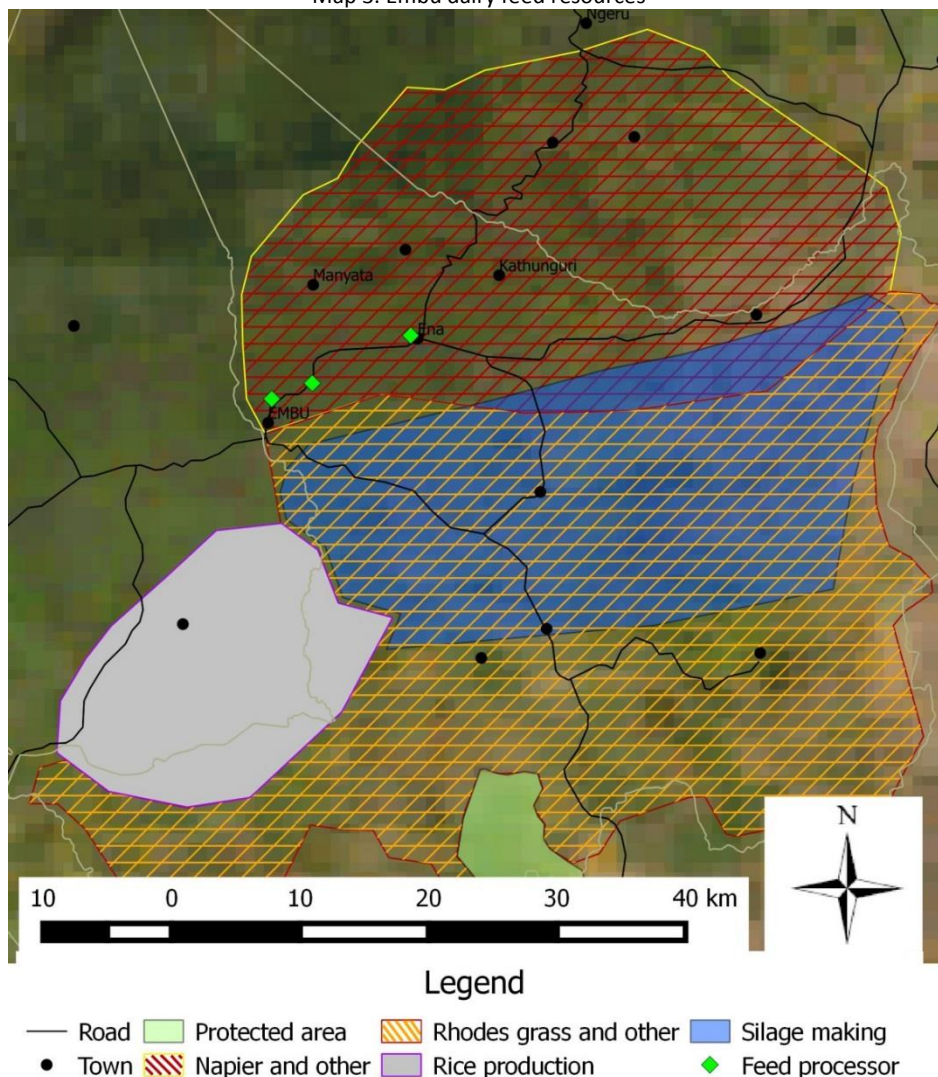 Map 3: Embu dairy feed resources
Ngeru
Manyata
Kathunguri
Ena
EMBU
N
10 0 10 20 30 40 km
Legend
Road Protected area Rhodes grass and other Silage making
Town Napier and other Rice production Feed processor